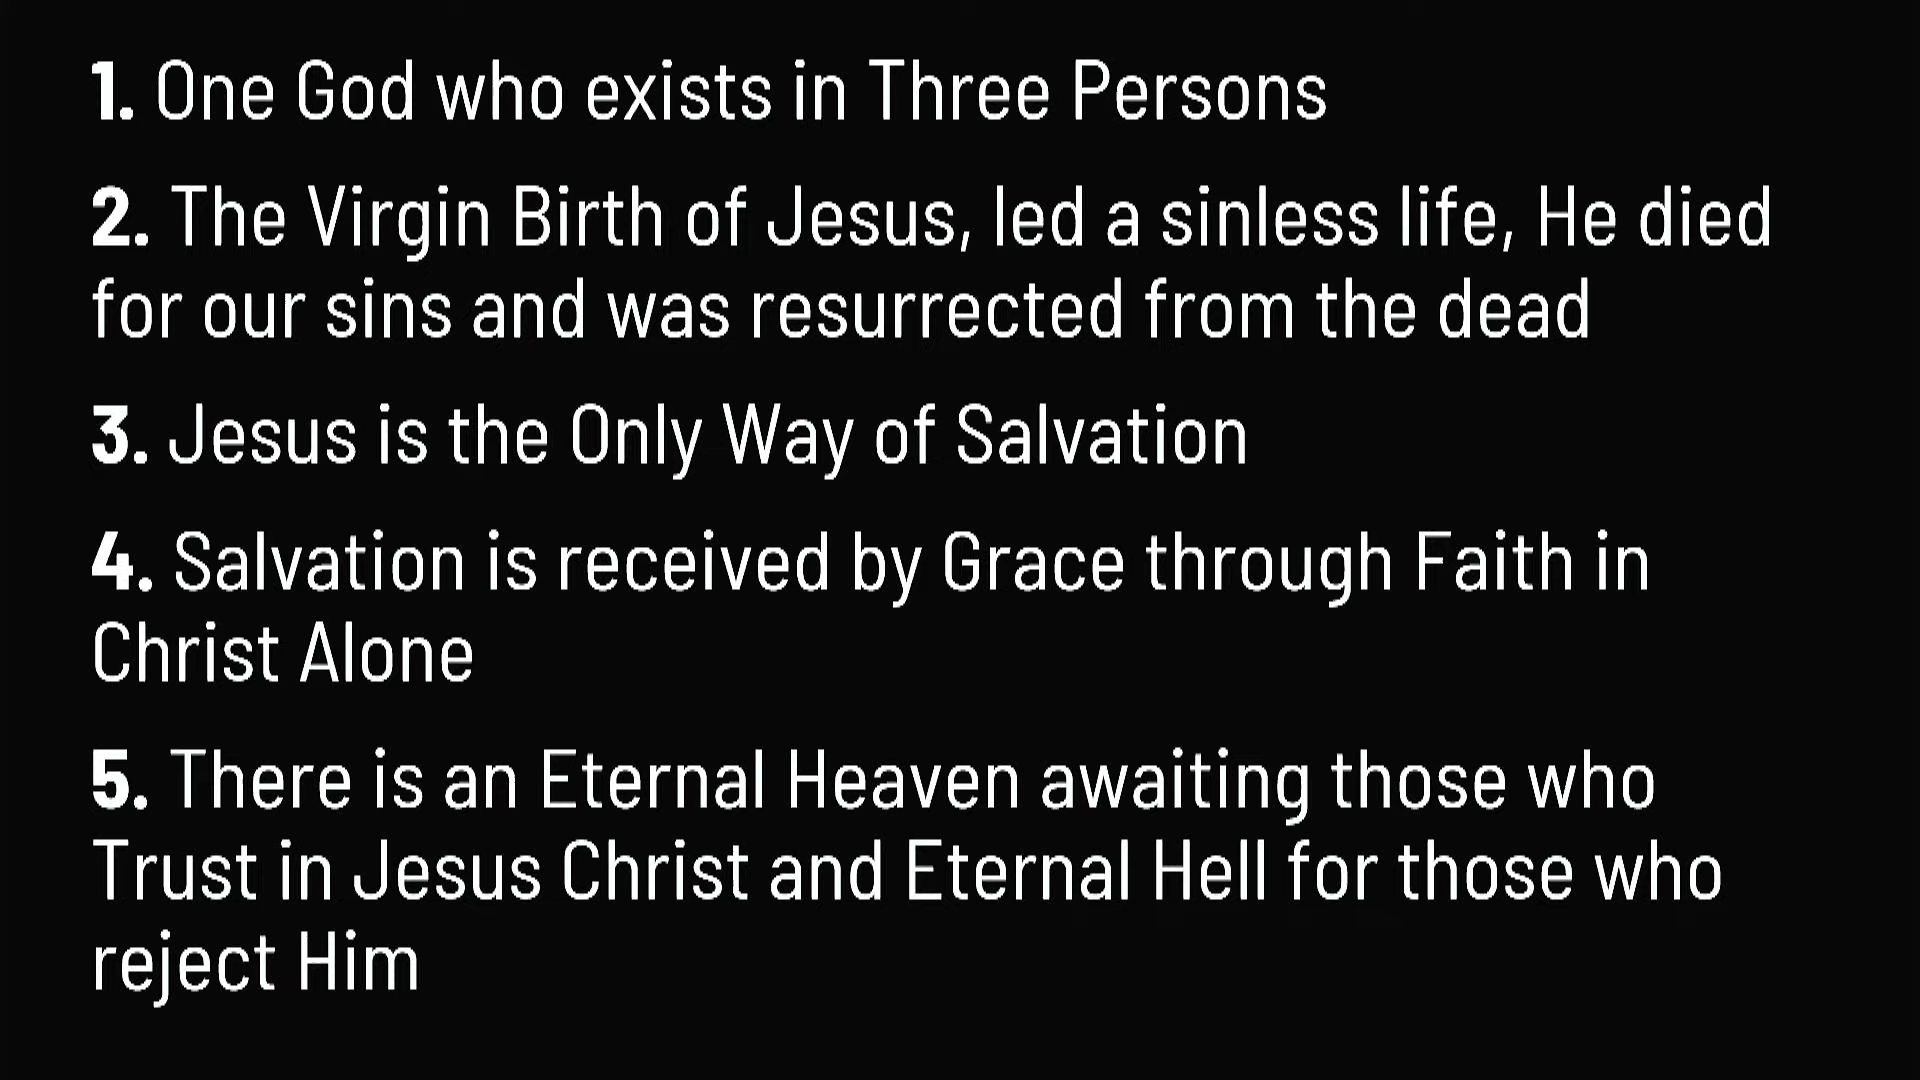 1. One God who exists in Three Persons
2. The Virgin Birth of Jesus, led a sinless life, He died
for our sins and was resurrected from the dead
3. Jesus is the Only Way of Salvation
4. Salvation is received by Grace through Faith in
Christ Alone
5. There is an Eternal Heaven awaiting those who
Trust in Jesus Christ and Eternal Hell for those who
reject Him